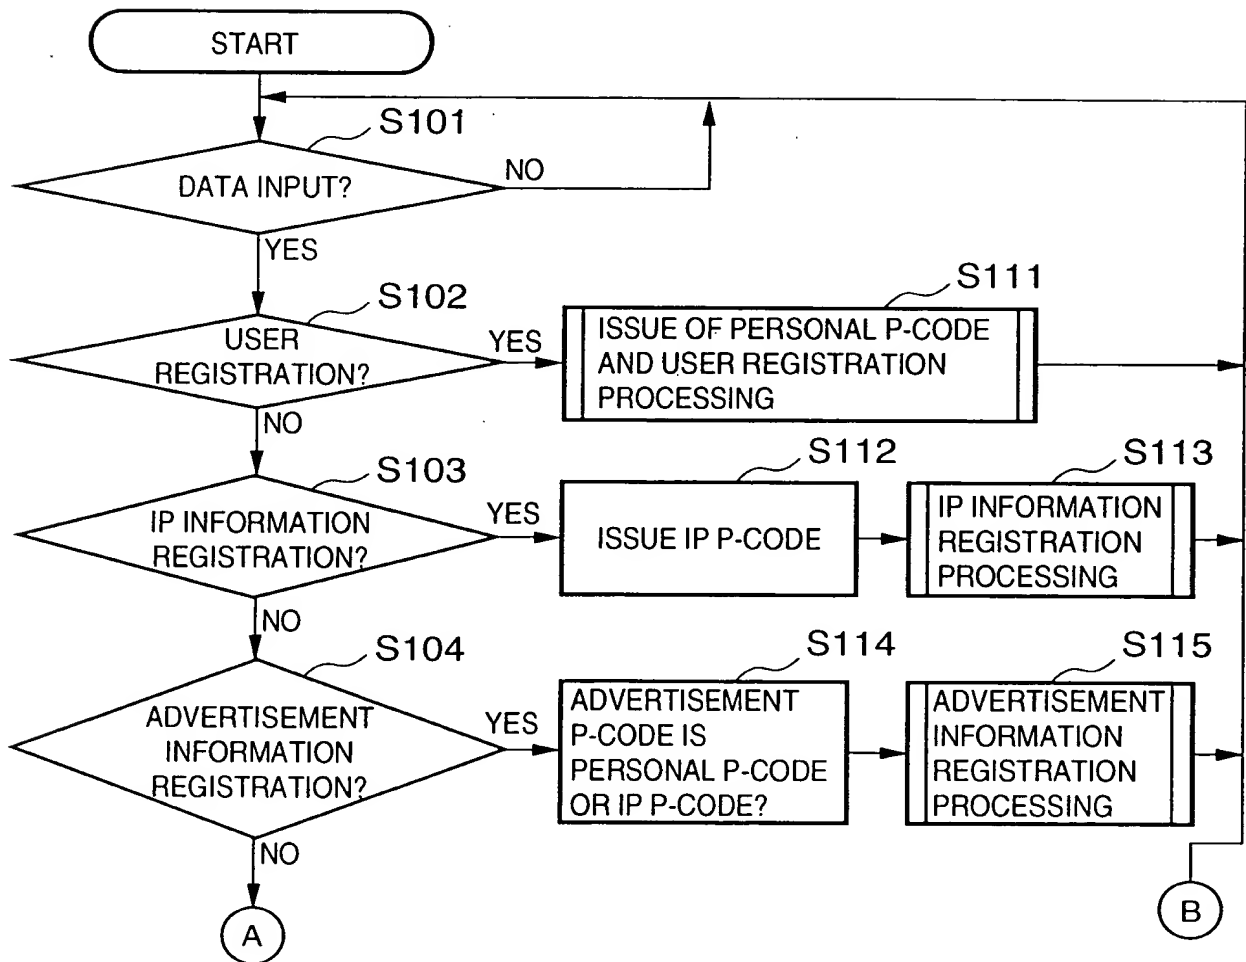 START
S101
DATA INPUT?
NO
YES
S102
USER
REGISTRATION?
YES
S111
ISSUE OF PERSONAL P-CODE
AND USER REGISTRATION
PROCESSING
NO
S103
IP INFORMATION
REGISTRATION?
YES
S112
ISSUE IP P-CODE
S113
IP INFORMATION
REGISTRATION
PROCESSING
NO
S104
ADVERTISEMENT
INFORMATION
REGISTRATION?
YES
S114
ADVERTISEMENT
P-CODE IS
PERSONAL P-CODE
OR IP P-CODE?
S115
ADVERTISEMENT
INFORMATION
REGISTRATION
PROCESSING
NO
A
B